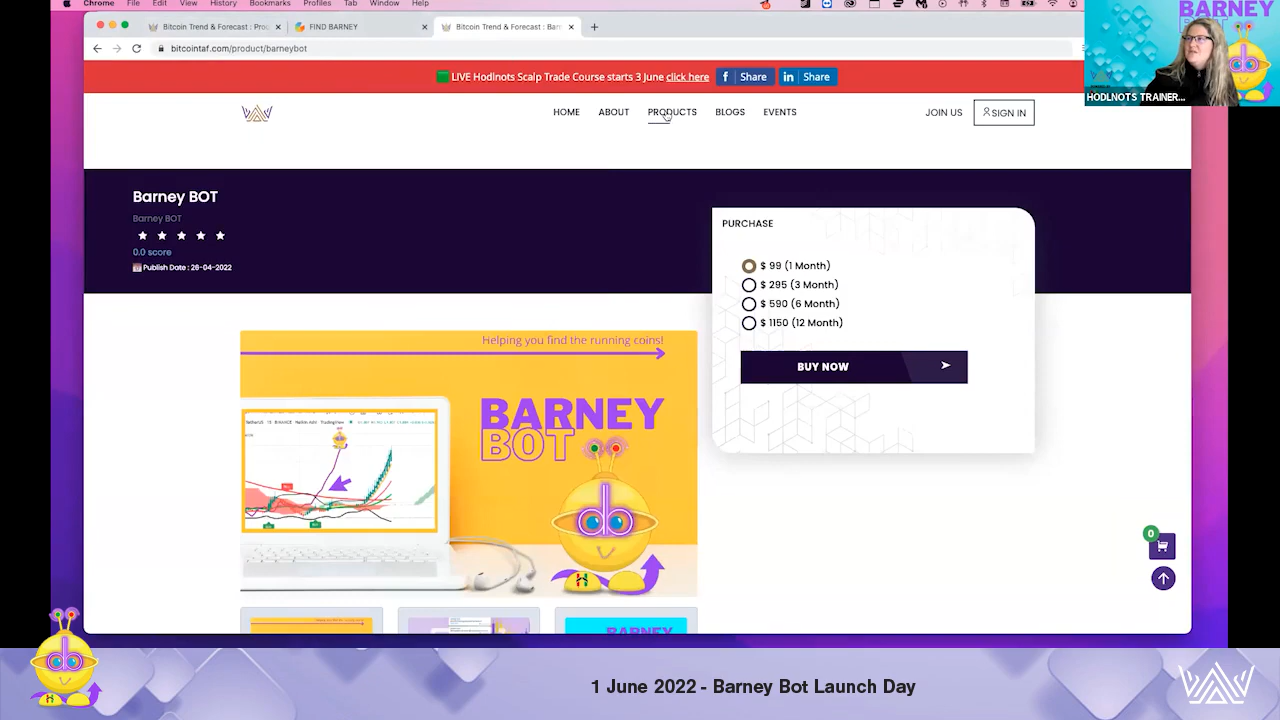 Chrome File Edit View History Bookmarks Profiles Tab Window Help
Bitcoin Trend & Forecast : Pro
FIND BARNEY
Bitcoin Trend & Forecast : Bar
bitcointaf.com/product/barneybot
BARNEY
HODLNOTS TRAINER...
LIVE Hodlnots Scalp Trade Course starts 3 June click here
Share
Share
HOME ABOUT PRODUCTS BLOGS EVENTS JOIN US SIGN IN
Barney BOT
Barney BOT
0.0 score
Publish Date : 26-04-2022
PURCHASE
$ 99 (1 Month)
$ 295 (3 Month)
$ 590 (6 Month)
$ 1150 (12 Month)
BUY NOW
Helping you find the running coins!
BARNEY
BOT
0
BARNEY
1 June 2022 - Barney Bot Launch Day